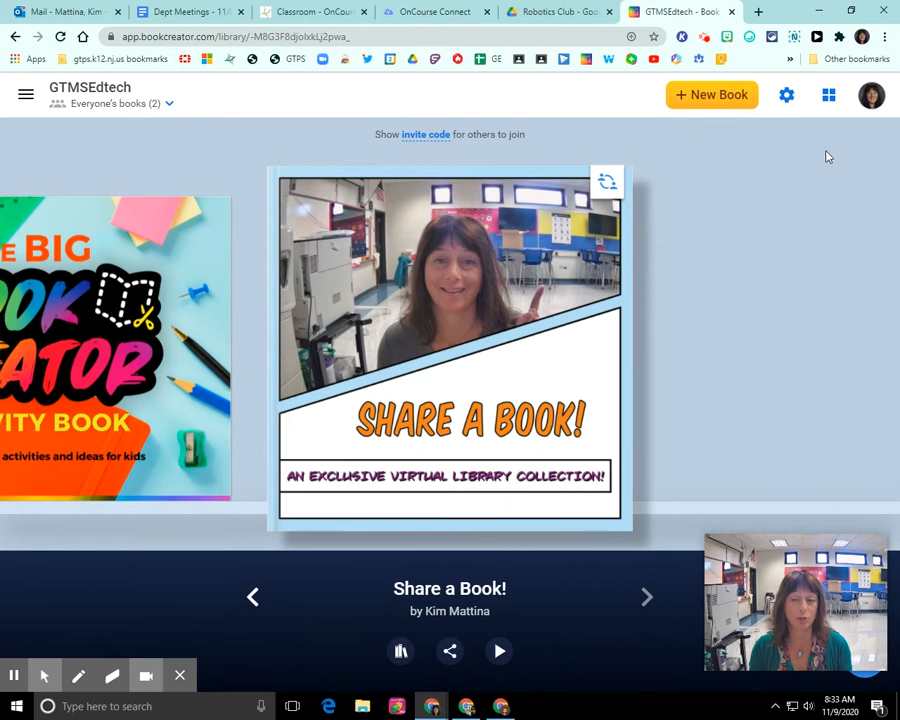 Mail - Mattina, Kim -
Dept Meetings - 11/
Classroom - OnCour
OnCourse Connect
Robotics Club - Goo
GTMSEdtech - Book
app.bookcreator.com/library/-M8G3F8djolxkLj2pwa_
Apps
gtps.k12.nj.us bookmarks
GTPS
GE
Other bookmarks
GTMSEdtech
Everyone's books (2)
+ New Book
Show invite code for others to join
E BIG
OOK
EATOR
VITY BOOK
activities and ideas for kids
SHARE A BOOK!
AN EXCLUSIVE VIRTUAL LIBRARY COLLECTION!
Share a Book!
by Kim Mattina
Type here to search
8:33 AM
11/9/2020